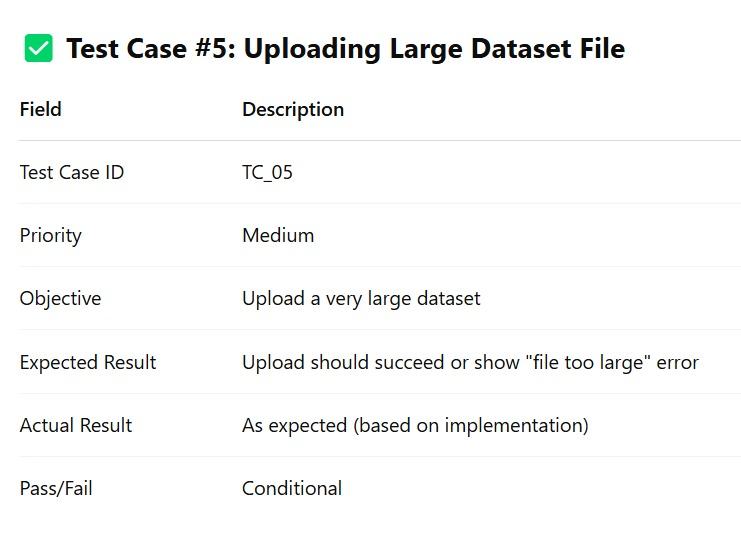 ✅ Test Case #5: Uploading Large Dataset File
Field Description
Test Case ID TC_05
Priority Medium
Objective Upload a very large dataset
Expected Result Upload should succeed or show "file too large" error
Actual Result As expected (based on implementation)
Pass/Fail Conditional